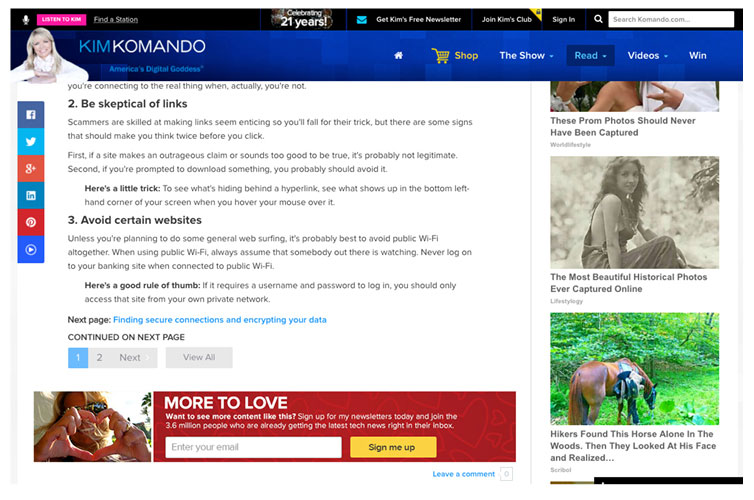 LISTEN TO KIM
Find a Station
Celebrating
21 years!
Get Kim's Free Newsletter
Join Kim's Club
Sign In
Search Komando.com...
KIMKOMANDO
America's Digital Goddess
Shop
The Show
Read
Videos
Win
you're connecting to the real thing when, actually, you're not.
2. Be skeptical of links
Scammers are skilled at making links seem enticing so you'll fall for their trick, but there are some signs
that should make you think twice before you click.
First, if a site makes an outrageous claim or sounds too good to be true, it's probably not legitimate.
Second, if you're prompted to download something, you probably should avoid it.
Here's a little trick: To see what's hiding behind a hyperlink, see what shows up in the bottom left-
hand corner of your screen when you hover your mouse over it.
3. Avoid certain websites
Unless you're planning to do some general web surfing, it's probably best to avoid public Wi-Fi
altogether. When using public Wi-Fi, always assume that somebody out there is watching. Never log on
to your banking site when connected to public Wi-Fi.
Here's a good rule of thumb: If it requires a username and password to log in, you should only
access that site from your own private network.
Next page: Finding secure connections and encrypting your data
CONTINUED ON NEXT PAGE
1 2 Next
View All
MORE TO LOVE
Want to see more content like this? Sign up for my newsletters today and join the
3.6 million people who are already getting the latest tech news right in their inbox.
Enter your email
Sign me up
Leave a comment 0
These Prom Photos Should Never
Have Been Captured
Worldlifestyle
The Most Beautiful Historical Photos
Ever Captured Online
Lifestylogy
Hikers Found This Horse Alone In The
Woods. Then They Looked At His Face
and Realized...
Scribol